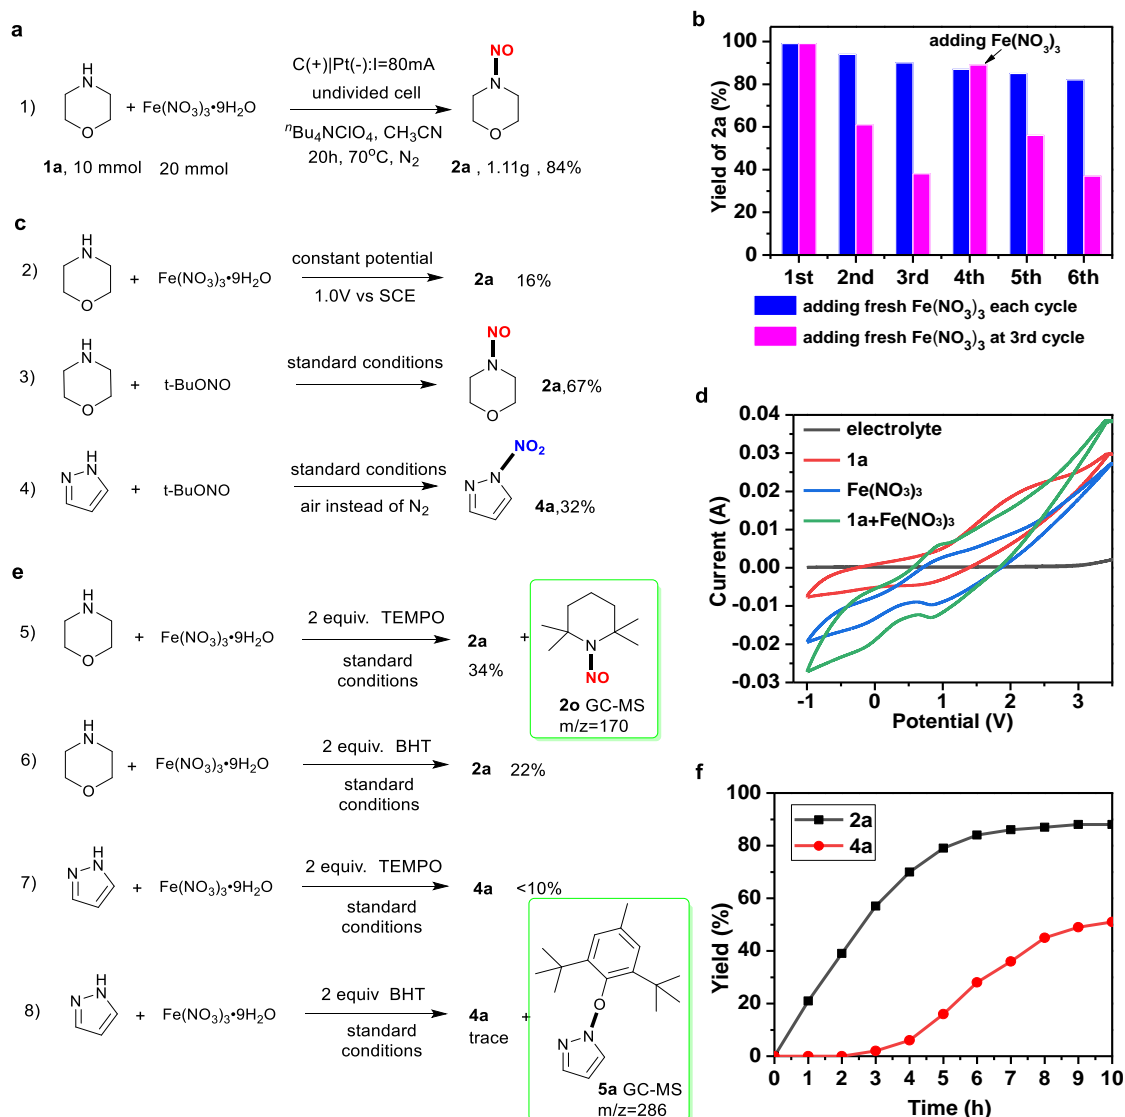 a
1)
H
N
O
+ Fe(NO3)3•9H2O
1a, 10 mmol
20 mmol
C(+)|Pt(-):I=80mA
undivided cell
nBu4NClO4, CH3CN
20h, 70oC, N2
NO
N
O
2a , 1.11g , 84%
b
Yield of 2a (%)
100
80
60
40
20
0
adding Fe(NO3)3
1st 2nd 3rd 4th 5th 6th
adding fresh Fe(NO3)3 each cycle
adding fresh Fe(NO3)3 at 3rd cycle
c
2)
H
N
O
+ Fe(NO3)3•9H2O
constant potential
1.0V vs SCE
2a 16%
3)
H
N
O
+ t-BuONO
standard conditions
NO
N
O
2a,67%
4)
H
N N
+ t-BuONO
standard conditions
air instead of N2
NO2
N
N
4a,32%
d
Current (A)
0.04
0.03
0.02
0.01
0.00
-0.01
-0.02
-0.03
electrolyte
1a
Fe(NO3)3
1a+Fe(NO3)3
-1 0 1 2 3
Potential (V)
e
5)
H
N
O
+ Fe(NO3)3•9H2O
2 equiv. TEMPO
standard
conditions
2a
34%
+
N
NO
2o GC-MS
m/z=170
6)
H
N
O
+ Fe(NO3)3•9H2O
2 equiv. BHT
standard
conditions
2a 22%
7)
H
N N
+ Fe(NO3)3•9H2O
2 equiv. TEMPO
standard
conditions
4a <10%
8)
H
N N
+ Fe(NO3)3•9H2O
2 equiv BHT
standard
conditions
4a
trace
+
O
N
N
5a GC-MS
m/z=286
f
Yield (%)
100
80
60
40
20
0
2a
4a
0 1 2 3 4 5 6 7 8 9 10
Time (h)